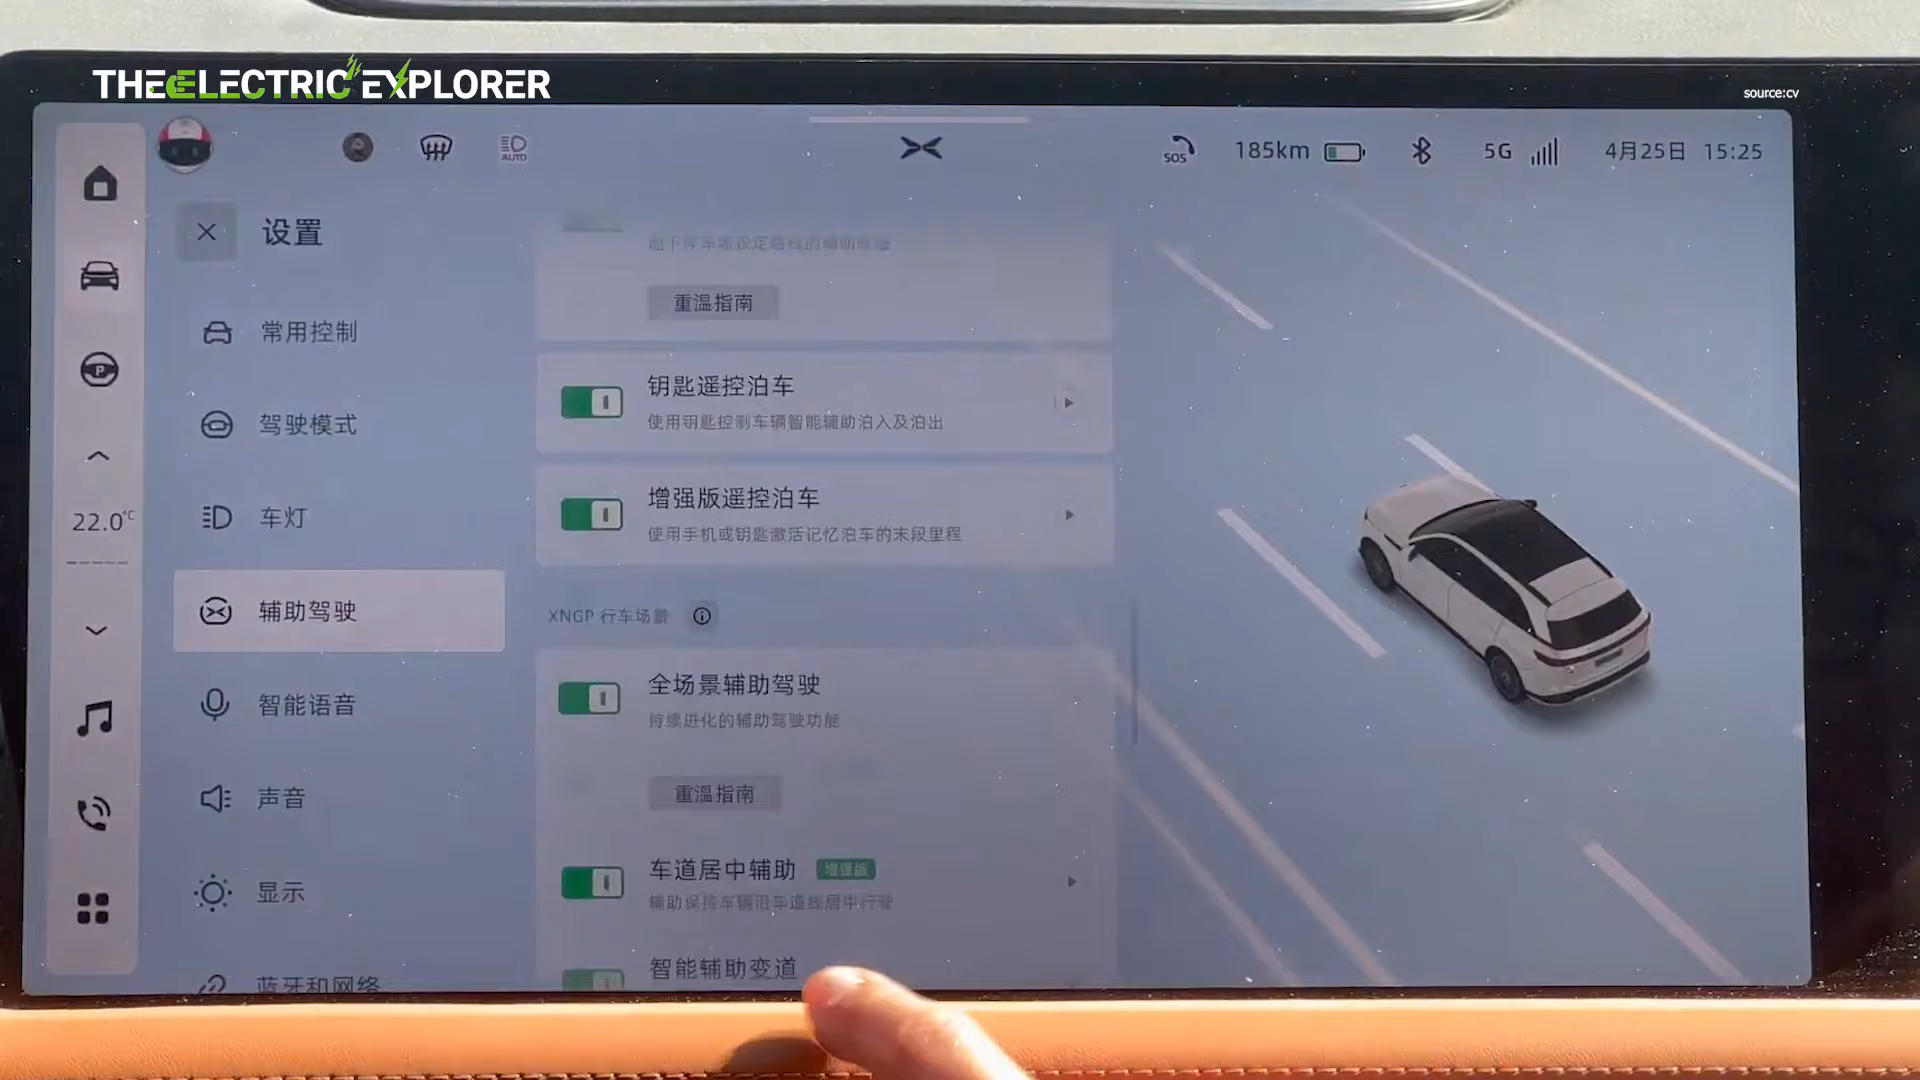 THE ELECTRIC EXPLORER
source:cv
AUTO
SOS
185km
5G
4月25日 15:25
设置
常用控制
驾驶模式
车灯
辅助驾驶
智能语音
声音
显示
蓝牙和网络
P
22.0°C
重温指南
钥匙遥控泊车
使用钥匙控制车辆智能辅助泊入及泊出
增强版遥控泊车
使用手机或钥匙激活记忆泊车的末段里程
XNGP 行车场景
全场景辅助驾驶
持续进化的辅助驾驶功能
重温指南
车道居中辅助 增强版
辅助保持车辆沿车道线居中行驶
智能辅助变道